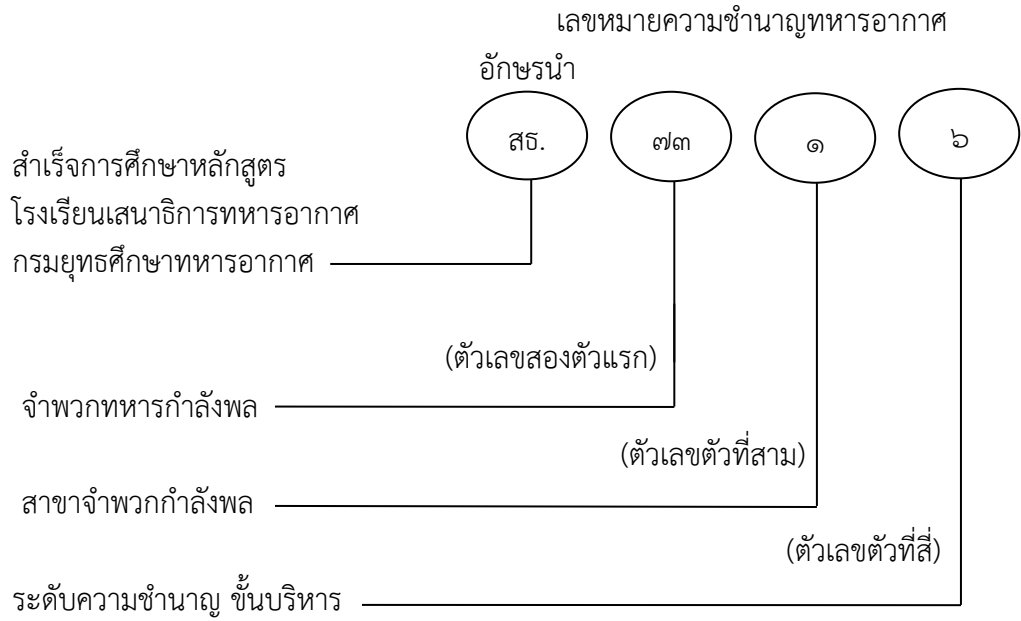 เลขหมายความชำนาญทหารอากาศ
อักษรนำ
สธ. ๗๓ ๑ ๖
สำเร็จการศึกษาหลักสูตร
โรงเรียนเสนาธิการทหารอากาศ
กรมยุทธศึกษาทหารอากาศ
(ตัวเลขสองตัวแรก)
จำพวกทหารกำลังพล
(ตัวเลขตัวที่สาม)
สาขาจำพวกกำลังพล
(ตัวเลขตัวที่สี่)
ระดับความชำนาญ ขั้นบริหาร